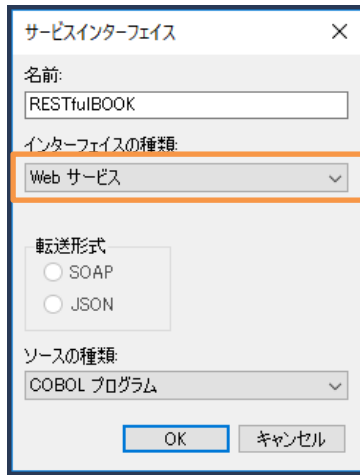 サービスインターフェイス
名前:
RESTfulBOOK
インターフェイスの種類:
Web サービス
転送形式
SOAP
JSON
ソースの種類:
COBOL プログラム
OK キャンセル